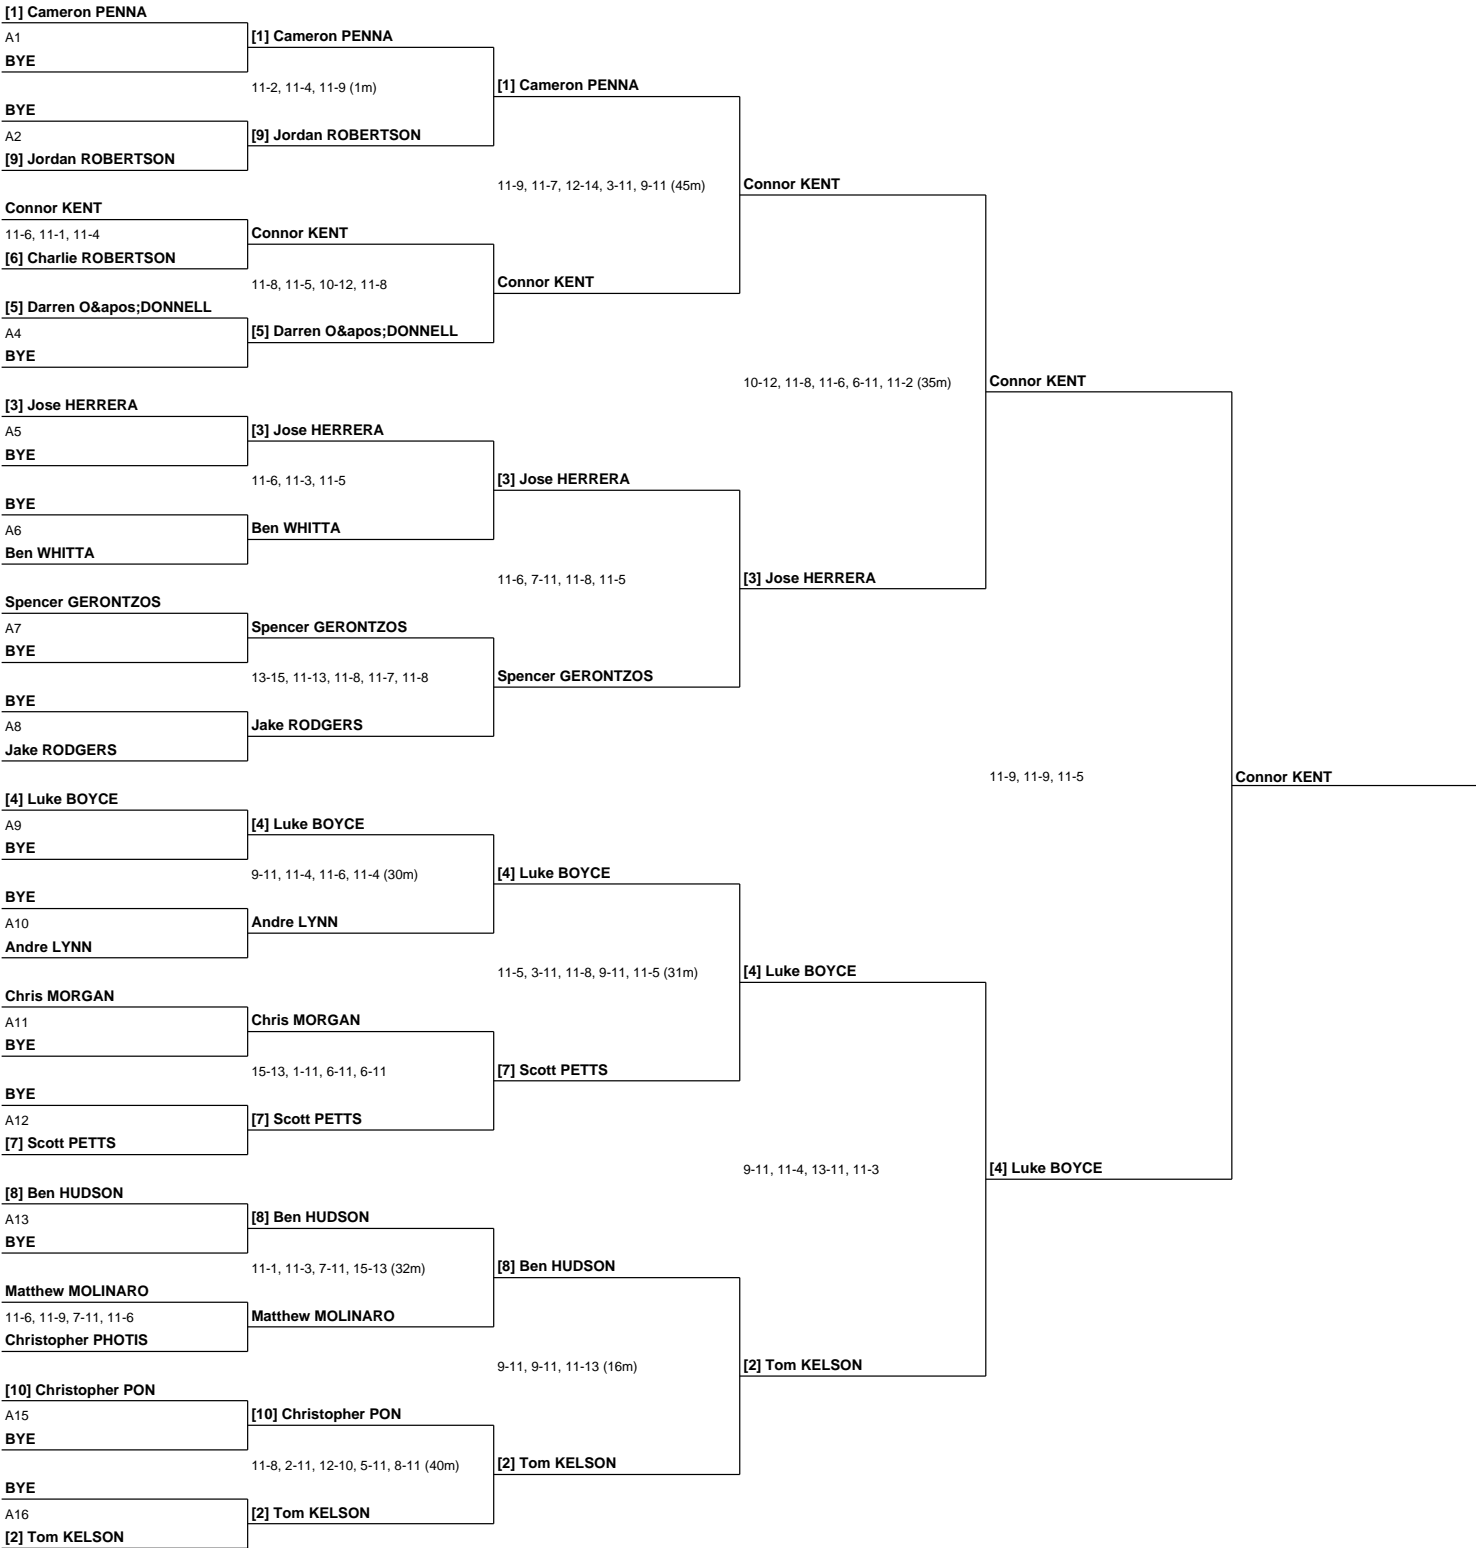 [1] Cameron PENNA
A1
BYE
BYE
A2
[9] Jordan ROBERTSON
Connor KENT
11-6, 11-1, 11-4
[6] Charlie ROBERTSON
[5] Darren O&apos;DONNELL
A4
BYE
[3] Jose HERRERA
A5
BYE
BYE
A6
Ben WHITTA
Spencer GERONTZOS
A7
BYE
BYE
A8
Jake RODGERS
[4] Luke BOYCE
A9
BYE
BYE
A10
Andre LYNN
Chris MORGAN
A11
BYE
BYE
A12
[7] Scott PETTS
[8] Ben HUDSON
A13
BYE
Matthew MOLINARO
11-6, 11-9, 7-11, 11-6
Christopher PHOTIS
[10] Christopher PON
A15
BYE
BYE
A16
[2] Tom KELSON
[1] Cameron PENNA
11-2, 11-4, 11-9 (1m)
[9] Jordan ROBERTSON
Connor KENT
11-8, 11-5, 10-12, 11-8
[5] Darren O&apos;DONNELL
[3] Jose HERRERA
11-6, 11-3, 11-5
Ben WHITTA
Spencer GERONTZOS
13-15, 11-13, 11-8, 11-7, 11-8
Jake RODGERS
[4] Luke BOYCE
9-11, 11-4, 11-6, 11-4 (30m)
Andre LYNN
Chris MORGAN
15-13, 1-11, 6-11, 6-11
[7] Scott PETTS
[8] Ben HUDSON
11-1, 11-3, 7-11, 15-13 (32m)
Matthew MOLINARO
[10] Christopher PON
11-8, 2-11, 12-10, 5-11, 8-11 (40m)
[2] Tom KELSON
[1] Cameron PENNA
11-9, 11-7, 12-14, 3-11, 9-11 (45m)
Connor KENT
[3] Jose HERRERA
11-6, 7-11, 11-8, 11-5
Spencer GERONTZOS
[4] Luke BOYCE
11-5, 3-11, 11-8, 9-11, 11-5 (31m)
[7] Scott PETTS
[8] Ben HUDSON
9-11, 9-11, 11-13 (16m)
[2] Tom KELSON
Connor KENT
10-12, 11-8, 11-6, 6-11, 11-2 (35m)
[3] Jose HERRERA
[4] Luke BOYCE
9-11, 11-4, 13-11, 11-3
[2] Tom KELSON
Connor KENT
11-9, 11-9, 11-5
[4] Luke BOYCE
Connor KENT